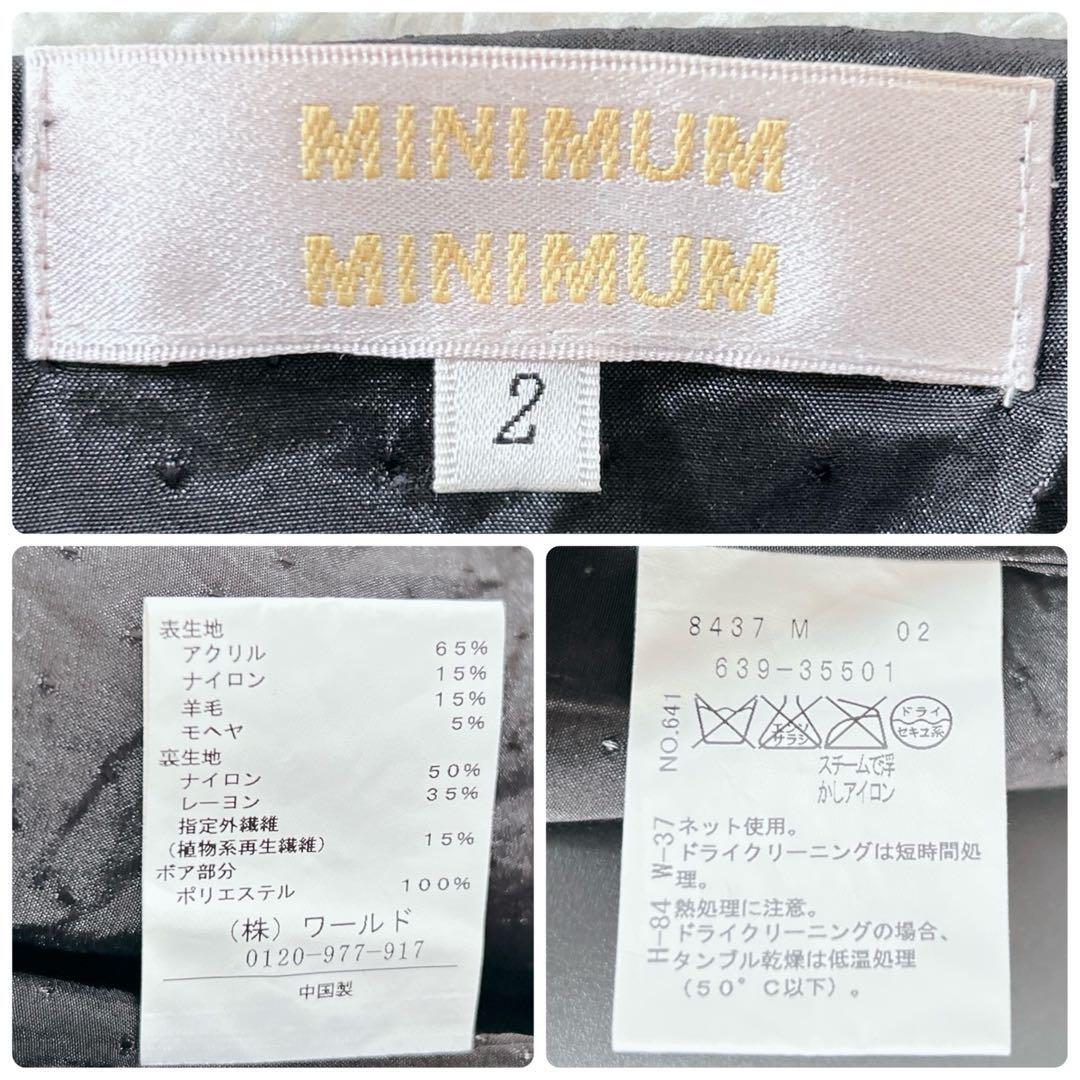 MINIMUM
MINIMUM
2
表生地
アクリル 65%
ナイロン 15%
羊毛 15%
モヘヤ 5%
裏生地
ナイロン 50%
レーヨン 35%
指定外繊維
(植物系再生繊維) 15%
ボア部分
ポリエステル 100%
(株)ワールド
0120-977-917
中国製
8437 M 02
639-35501
NO.641
エンソ
サラシ
ドライ
セキユ系
スチームで浮
かしアイロン
W-37
ネット使用。
ドライクリーニングは短時間処
理。
H-84
熱処理に注意。
ドライクリーニングの場合、
タンブル乾燥は低温処理
(50°C以下)。